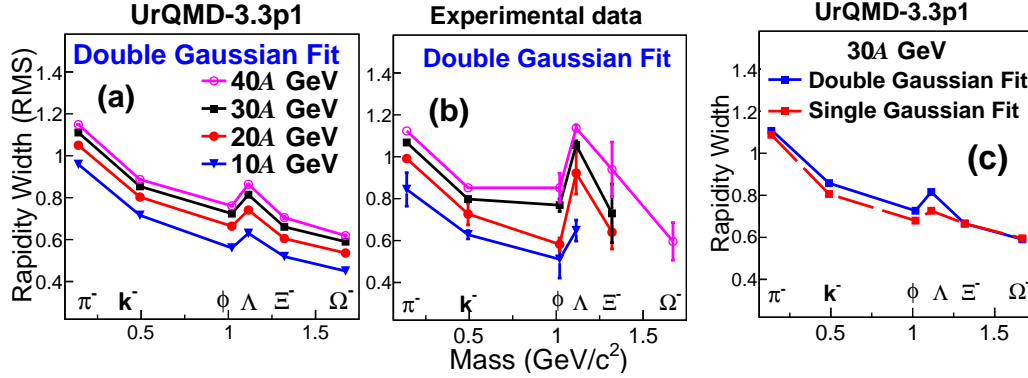 UrQMD-3.3p1
Double Gaussian Fit
(a)
40A GeV
30A GeV
20A GeV
10A GeV
Rapidity Width (RMS)
1.4
1.2
1
0.8
0.6
0.4
π⁻ k⁻ ϕ Λ Ξ⁻ Ω⁻
0.5 1 1.5
Experimental data
Double Gaussian Fit
(b)
1.4
1.2
1
0.8
0.6
0.4
π⁻ k⁻ ϕ Λ Ξ⁻ Ω⁻
0.5 1 1.5
Mass (GeV/c²)
UrQMD-3.3p1
30A GeV
Double Gaussian Fit
Single Gaussian Fit
(c)
Rapidity Width
1.4
1.2
1
0.8
0.6
0.4
π⁻ k⁻ ϕ Λ Ξ⁻ Ω⁻
0.5 1 1.5